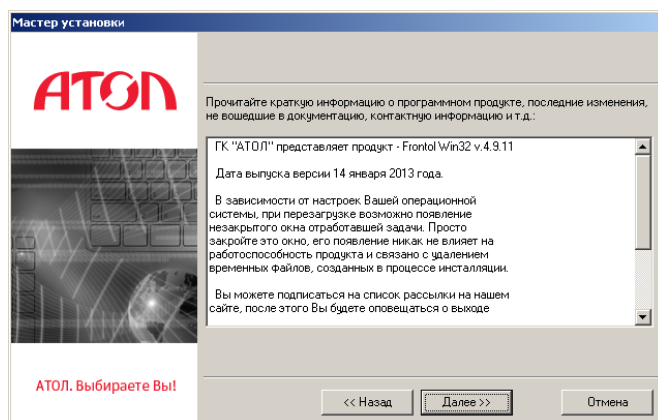 Мастер установки
АТОЛ
Прочитайте краткую информацию о программном продукте, последние изменения,
не вошедшие в документацию, контактную информацию и т.д.:
ГК "АТОЛ" представляет продукт - Frontol Win32 v.4.9.11
Дата выпуска версии 14 января 2013 года.
В зависимости от настроек Вашей операционной
системы, при перезагрузке возможно появление
незакрытого окна отработавшей задачи. Просто
закройте это окно, его появление никак не влияет на
работоспособность продукта и связано с удалением
временных файлов, созданных в процессе инсталляции.
Вы можете подписаться на список рассылки на нашем
сайте, после этого Вы будете оповещаться о выходе
АТОЛ. Выбираете Вы!
<< Назад
Далее >>
Отмена